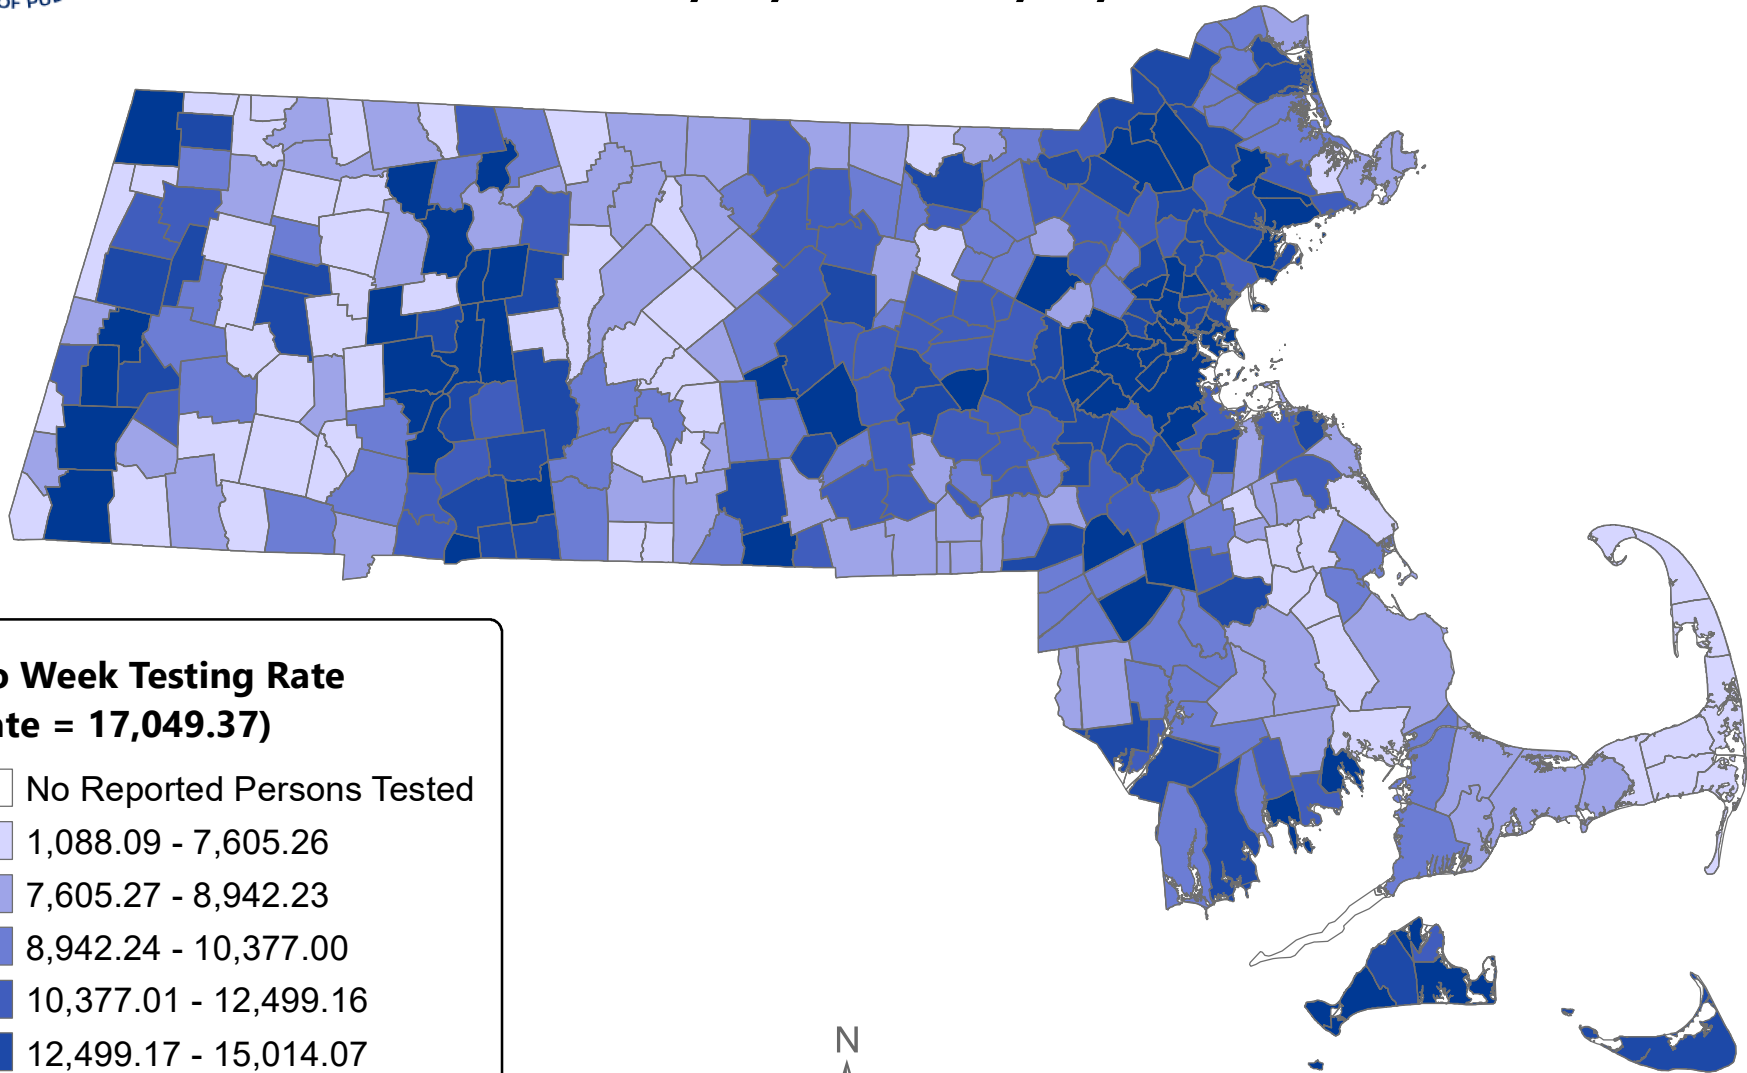 Week Testing Rate
= 17,049.37)
No Reported Persons Tested
1,088.09 - 7,605.26
7,605.27 - 8,942.23
8,942.24 - 10,377.00
10,377.01 - 12,499.16
12,499.17 - 15,014.07
N